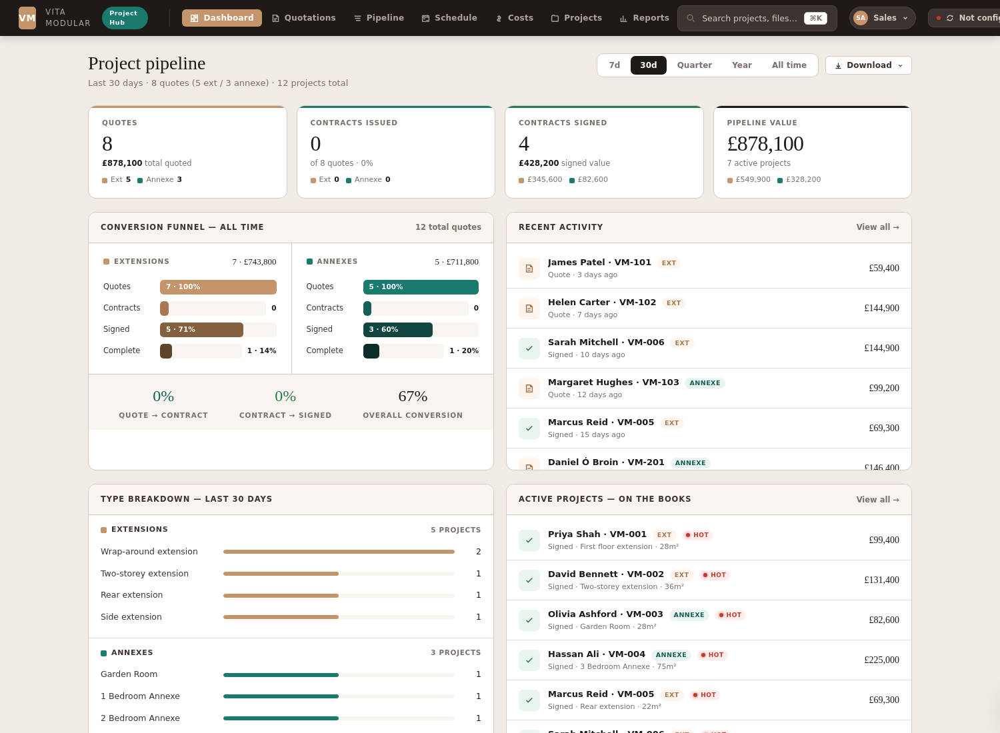 VM
VITA MODULAR
Project Hub
Dashboard
Quotations
Pipeline
Schedule
Costs
Projects
Reports
Search projects, files...
⌘K
SA
Sales
Not config
Project pipeline
Last 30 days · 8 quotes (5 ext / 3 annexe) · 12 projects total
7d
30d
Quarter
Year
All time
Download
QUOTES
8
£878,100 total quoted
Ext 5 Annexe 3
CONTRACTS ISSUED
0
of 8 quotes · 0%
Ext 0 Annexe 0
CONTRACTS SIGNED
4
£428,200 signed value
£345,600 £82,600
PIPELINE VALUE
£878,100
7 active projects
£549,900 £328,200
CONVERSION FUNNEL — ALL TIME
12 total quotes
EXTENSIONS
7 · £743,800
Quotes
7 · 100%
Contracts
0
Signed
5 · 71%
Complete
1 · 14%
ANNEXES
5 · £711,800
Quotes
5 · 100%
Contracts
0
Signed
3 · 60%
Complete
1 · 20%
0%
QUOTE → CONTRACT
0%
CONTRACT → SIGNED
67%
OVERALL CONVERSION
RECENT ACTIVITY
View all →
James Patel · VM-101 EXT
Quote · 3 days ago
£59,400
Helen Carter · VM-102 EXT
Quote · 7 days ago
£144,900
Sarah Mitchell · VM-006 EXT
Signed · 10 days ago
£144,900
Margaret Hughes · VM-103 ANNEXE
Quote · 12 days ago
£99,200
Marcus Reid · VM-005 EXT
Signed · 15 days ago
£69,300
Daniel Ó Broin · VM-201 ANNEXE
£146,400
TYPE BREAKDOWN — LAST 30 DAYS
EXTENSIONS
5 PROJECTS
Wrap-around extension
2
Two-storey extension
1
Rear extension
1
Side extension
1
ANNEXES
3 PROJECTS
Garden Room
1
1 Bedroom Annexe
1
2 Bedroom Annexe
1
ACTIVE PROJECTS — ON THE BOOKS
View all →
Priya Shah · VM-001 EXT HOT
Signed · First floor extension · 28m²
£99,400
David Bennett · VM-002 EXT HOT
Signed · Two-storey extension · 36m²
£131,400
Olivia Ashford · VM-003 ANNEXE HOT
Signed · Garden Room · 28m²
£82,600
Hassan Ali · VM-004 ANNEXE HOT
Signed · 3 Bedroom Annexe · 75m²
£225,000
Marcus Reid · VM-005 EXT HOT
Signed · Rear extension · 22m²
£69,300
Sarah Mitchell · VM-006 EXT HOT